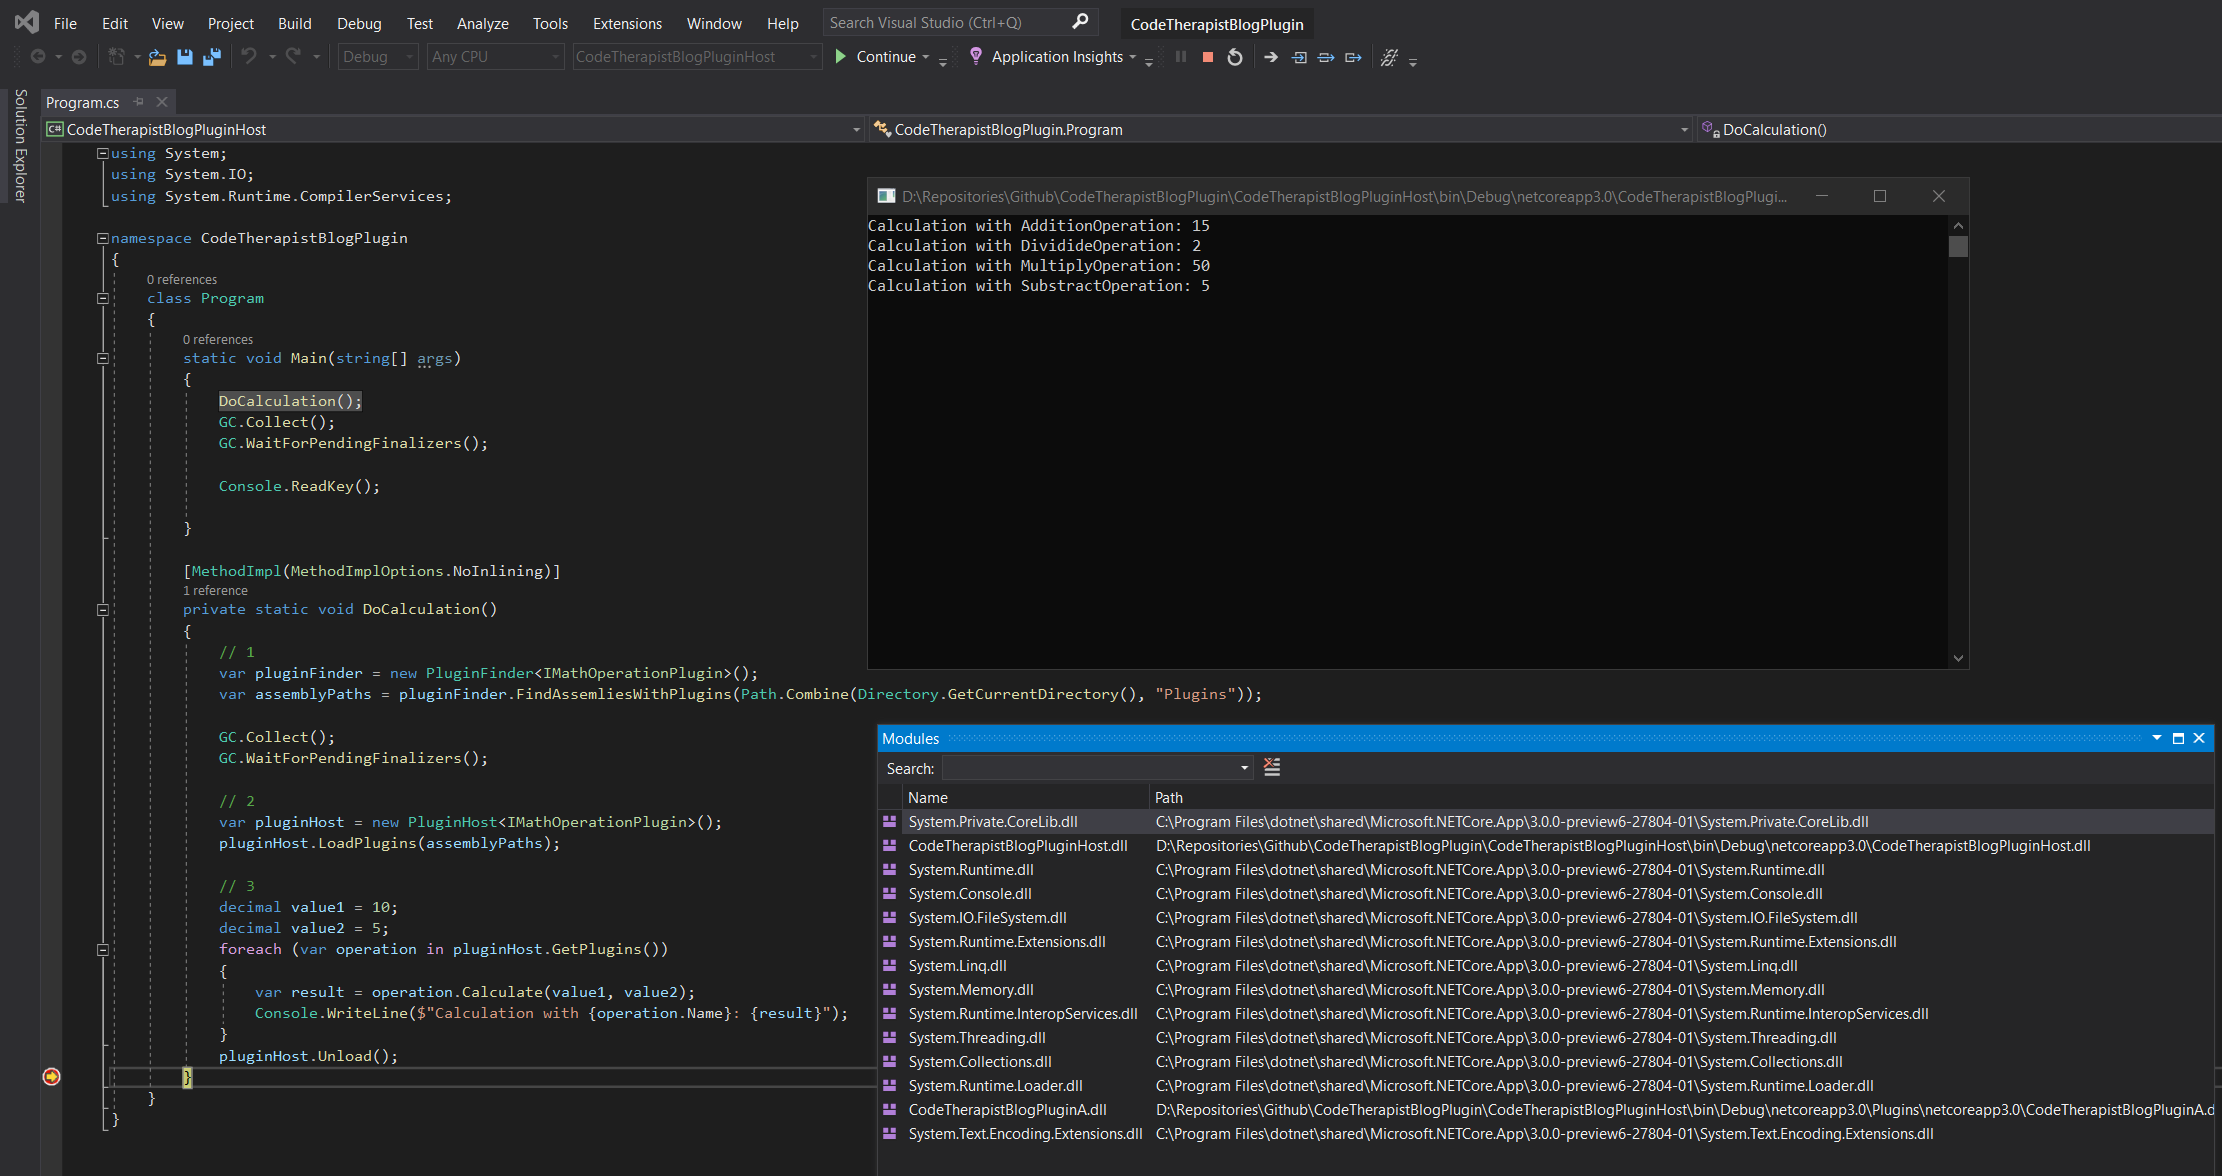 File Edit View Project Build Debug Test Analyze Tools Extensions Window Help Search Visual Studio (Ctrl+Q) CodeTherapistBlogPlugin
Debug Any CPU CodeTherapistBlogPluginHost Continue Application Insights
Solution Explorer
Program.cs
C# CodeTherapistBlogPluginHost CodeTherapistBlogPlugin.Program DoCalculation()
using System;
using System.IO;
using System.Runtime.CompilerServices;
namespace CodeTherapistBlogPlugin
{
0 references
class Program
{
0 references
static void Main(string[] args)
{
DoCalculation();
GC.Collect();
GC.WaitForPendingFinalizers();
Console.ReadKey();
}
[MethodImpl(MethodImplOptions.NoInlining)]
1 reference
private static void DoCalculation()
{
// 1
var pluginFinder = new PluginFinder<IMathOperationPlugin>();
var assemblyPaths = pluginFinder.FindAssemliesWithPlugins(Path.Combine(Directory.GetCurrentDirectory(), "Plugins"));
GC.Collect();
GC.WaitForPendingFinalizers();
// 2
var pluginHost = new PluginHost<IMathOperationPlugin>();
pluginHost.LoadPlugins(assemblyPaths);
// 3
decimal value1 = 10;
decimal value2 = 5;
foreach (var operation in pluginHost.GetPlugins())
{
var result = operation.Calculate(value1, value2);
Console.WriteLine($"Calculation with {operation.Name}: {result}");
}
pluginHost.Unload();
}
}
}
D:\Repositories\Github\CodeTherapistBlogPlugin\CodeTherapistBlogPluginHost\bin\Debug\netcoreapp3.0\CodeTherapistBlogPlugi...
Calculation with AdditionOperation: 15
Calculation with DividideOperation: 2
Calculation with MultiplyOperation: 50
Calculation with SubstractOperation: 5
Modules
Search:
Name Path
System.Private.CoreLib.dll C:\Program Files\dotnet\shared\Microsoft.NETCore.App\3.0.0-preview6-27804-01\System.Private.CoreLib.dll
CodeTherapistBlogPluginHost.dll D:\Repositories\Github\CodeTherapistBlogPlugin\CodeTherapistBlogPluginHost\bin\Debug\netcoreapp3.0\CodeTherapistBlogPluginHost.dll
System.Runtime.dll C:\Program Files\dotnet\shared\Microsoft.NETCore.App\3.0.0-preview6-27804-01\System.Runtime.dll
System.Console.dll C:\Program Files\dotnet\shared\Microsoft.NETCore.App\3.0.0-preview6-27804-01\System.Console.dll
System.IO.FileSystem.dll C:\Program Files\dotnet\shared\Microsoft.NETCore.App\3.0.0-preview6-27804-01\System.IO.FileSystem.dll
System.Runtime.Extensions.dll C:\Program Files\dotnet\shared\Microsoft.NETCore.App\3.0.0-preview6-27804-01\System.Runtime.Extensions.dll
System.Linq.dll C:\Program Files\dotnet\shared\Microsoft.NETCore.App\3.0.0-preview6-27804-01\System.Linq.dll
System.Memory.dll C:\Program Files\dotnet\shared\Microsoft.NETCore.App\3.0.0-preview6-27804-01\System.Memory.dll
System.Runtime.InteropServices.dll C:\Program Files\dotnet\shared\Microsoft.NETCore.App\3.0.0-preview6-27804-01\System.Runtime.InteropServices.dll
System.Threading.dll C:\Program Files\dotnet\shared\Microsoft.NETCore.App\3.0.0-preview6-27804-01\System.Threading.dll
System.Collections.dll C:\Program Files\dotnet\shared\Microsoft.NETCore.App\3.0.0-preview6-27804-01\System.Collections.dll
System.Runtime.Loader.dll C:\Program Files\dotnet\shared\Microsoft.NETCore.App\3.0.0-preview6-27804-01\System.Runtime.Loader.dll
CodeTherapistBlogPluginA.dll D:\Repositories\Github\CodeTherapistBlogPlugin\CodeTherapistBlogPluginHost\bin\Debug\netcoreapp3.0\Plugins\netcoreapp3.0\CodeTherapistBlogPluginA.d
System.Text.Encoding.Extensions.dll C:\Program Files\dotnet\shared\Microsoft.NETCore.App\3.0.0-preview6-27804-01\System.Text.Encoding.Extensions.dll